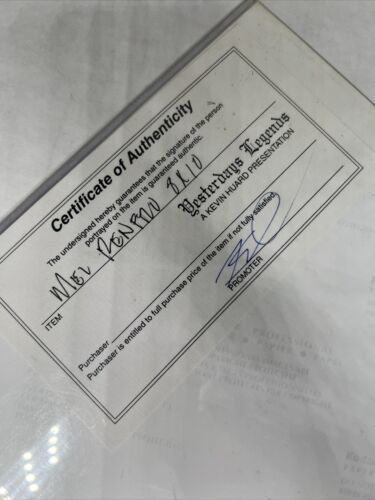 Certificate of Authenticity
The undersigned hereby guarantees that the signature of the person
portrayed on the item is guaranteed authentic.
MEL RENFRO 8X10
ITEM
Yesterdays Legends
A KEVIN HUARD PRESENTATION
Purchaser
Purchaser is entitled to full purchase price of the item if not fully satisfied.
PROMOTER